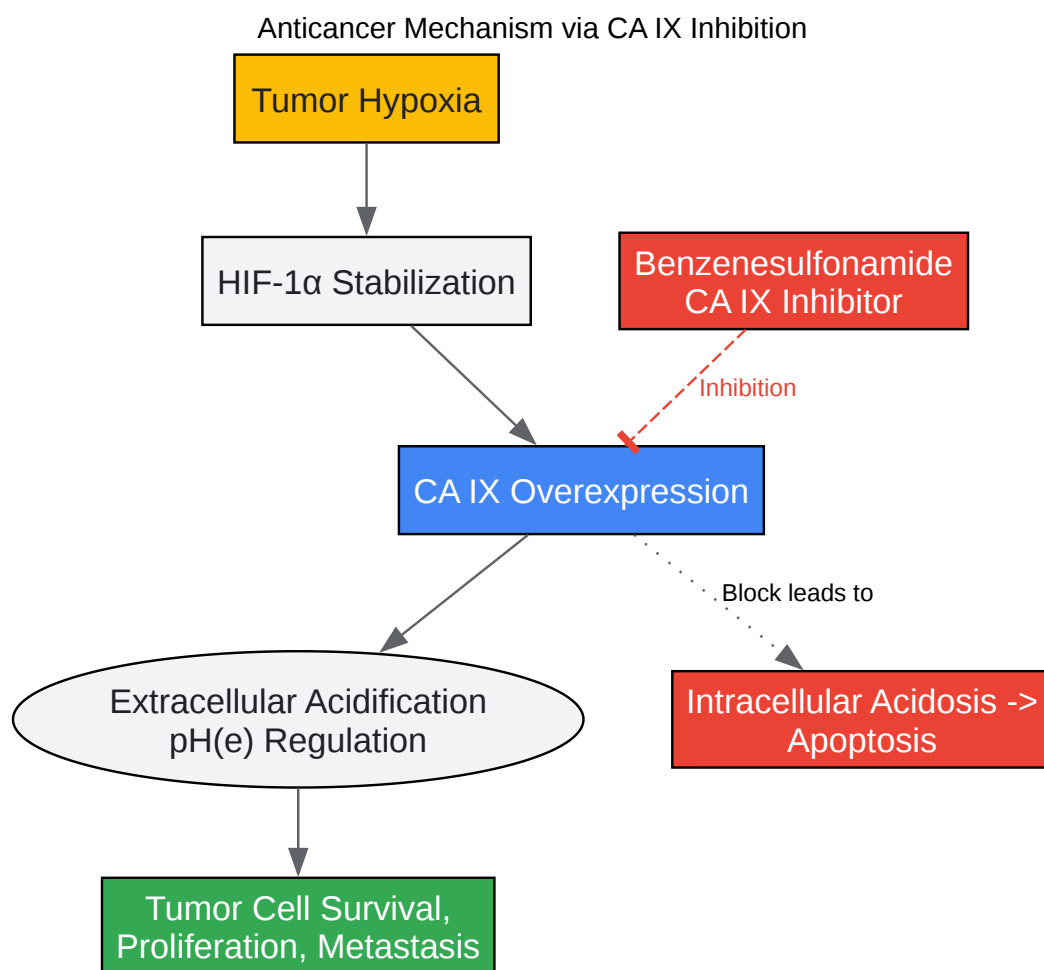 Anticancer Mechanism via CA IX Inhibition
Tumor Hypoxia
HIF-1α Stabilization
Benzenesulfonamide
CA IX Inhibitor
Inhibition
CA IX Overexpression
Block leads to
Extracellular Acidification
pH(e) Regulation
Intracellular Acidosis ->
Apoptosis
Tumor Cell Survival,
Proliferation, Metastasis